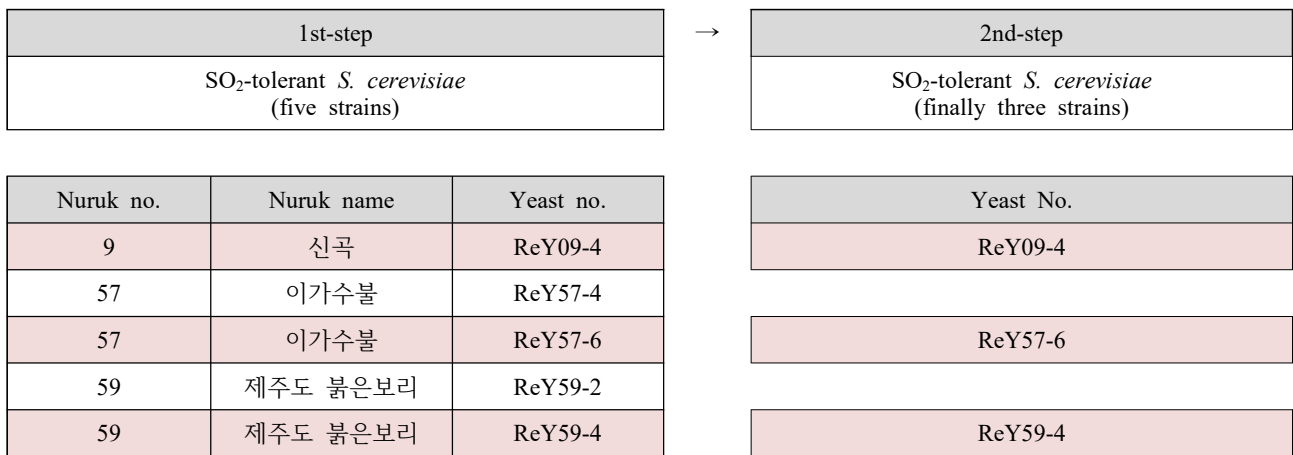 1st-step → 2nd-step
SO₂-tolerant S. cerevisiae
(five strains)
SO₂-tolerant S. cerevisiae
(finally three strains)
Nuruk no. Nuruk name Yeast no. Yeast No.
9 신곡 ReY09-4 ReY09-4
57 이가수불 ReY57-4
57 이가수불 ReY57-6 ReY57-6
59 제주도 붉은보리 ReY59-2
59 제주도 붉은보리 ReY59-4 ReY59-4